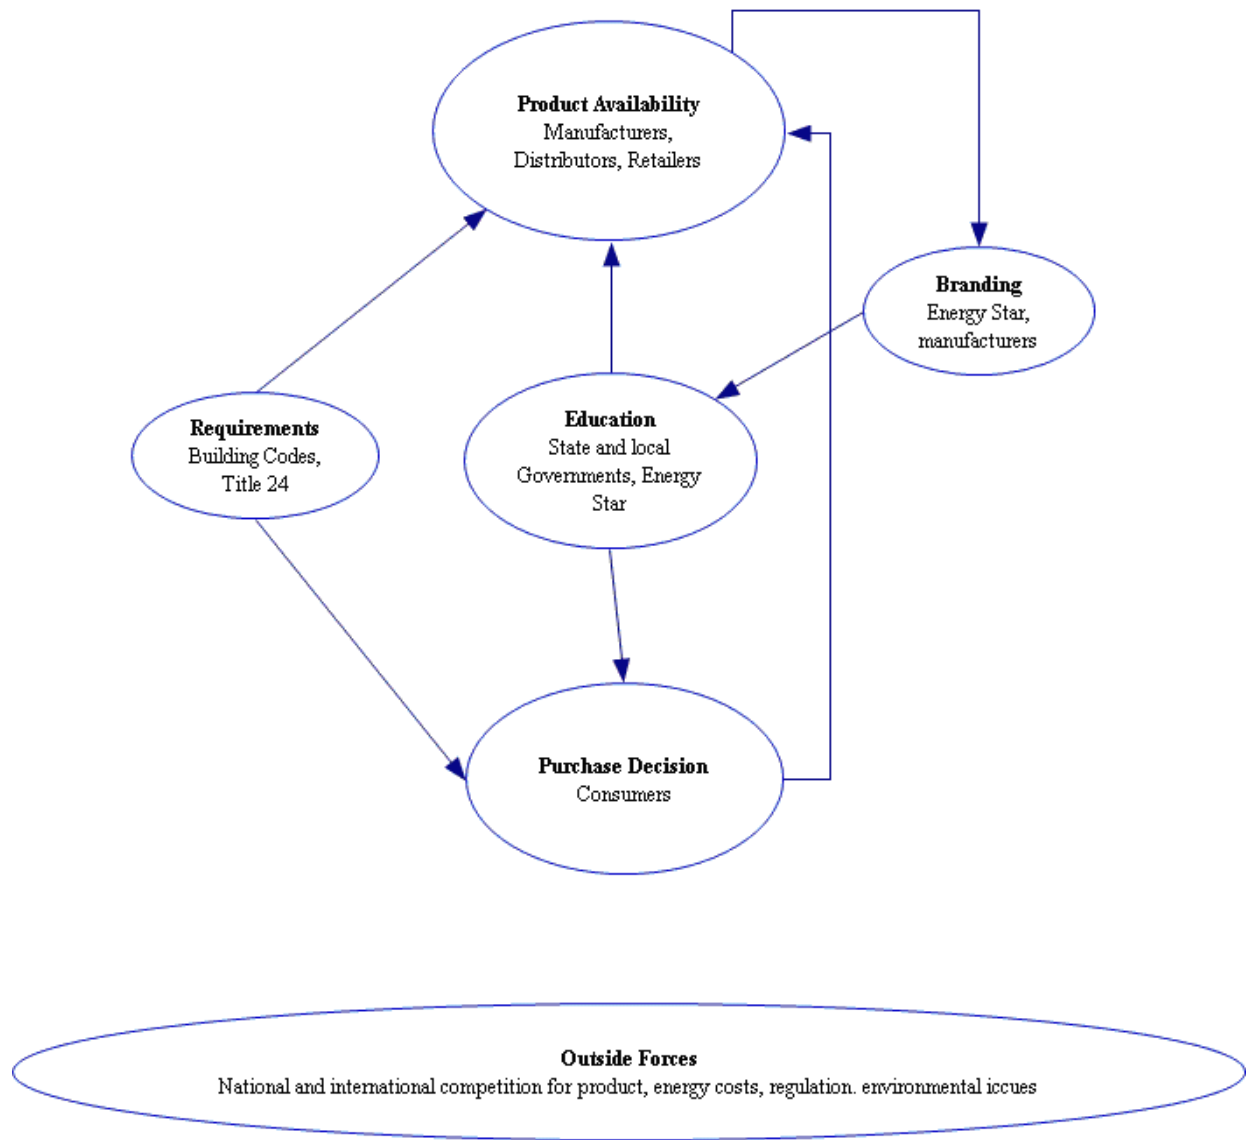 Product Availability
Manufacturers,
Distributors, Retailers
Branding
Energy Star,
manufacturers
Requirements
Building Codes,
Title 24
Education
State and local
Governments, Energy
Star
Purchase Decision
Consumers
Outside Forces
National and international competition for product, energy costs, regulation. environmental iccues